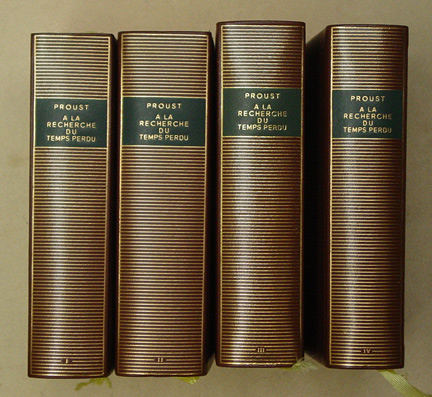 PROUST
A LA
RECHERCHE
DU
TEMPS PERDU
I
PROUST
A LA
RECHERCHE
DU
TEMPS PERDU
II
PROUST
A LA
RECHERCHE
DU
TEMPS PERDU
III
PROUST
A LA
RECHERCHE
DU
TEMPS PERDU
IV